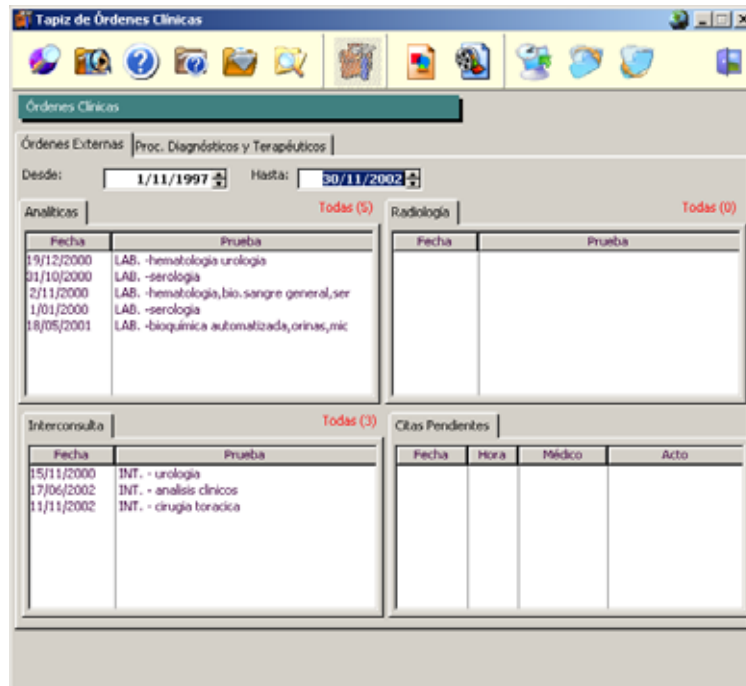 Tapiz de Órdenes Clínicas
Órdenes Clínicas
Órdenes Externas Proc. Diagnósticos y Terapéuticos
Desde: 1/11/1997 Hasta: 30/11/2002
Analíticas Todas (5)
Fecha Prueba
19/12/2000 LAB. -hematologia urologia
31/10/2000 LAB. -serologia
2/11/2000 LAB. -hematologia,bio.sangre general,ser
1/01/2000 LAB. -serologia
18/05/2001 LAB. -bioquímica automatizada,orinas,mic
Radiología Todas (0)
Fecha Prueba
Interconsulta Todas (3)
Fecha Prueba
15/11/2000 INT. - urologia
17/06/2002 INT. - analisis clinicos
11/11/2002 INT. - cirugia toracica
Citas Pendientes
Fecha Hora Médico Acto